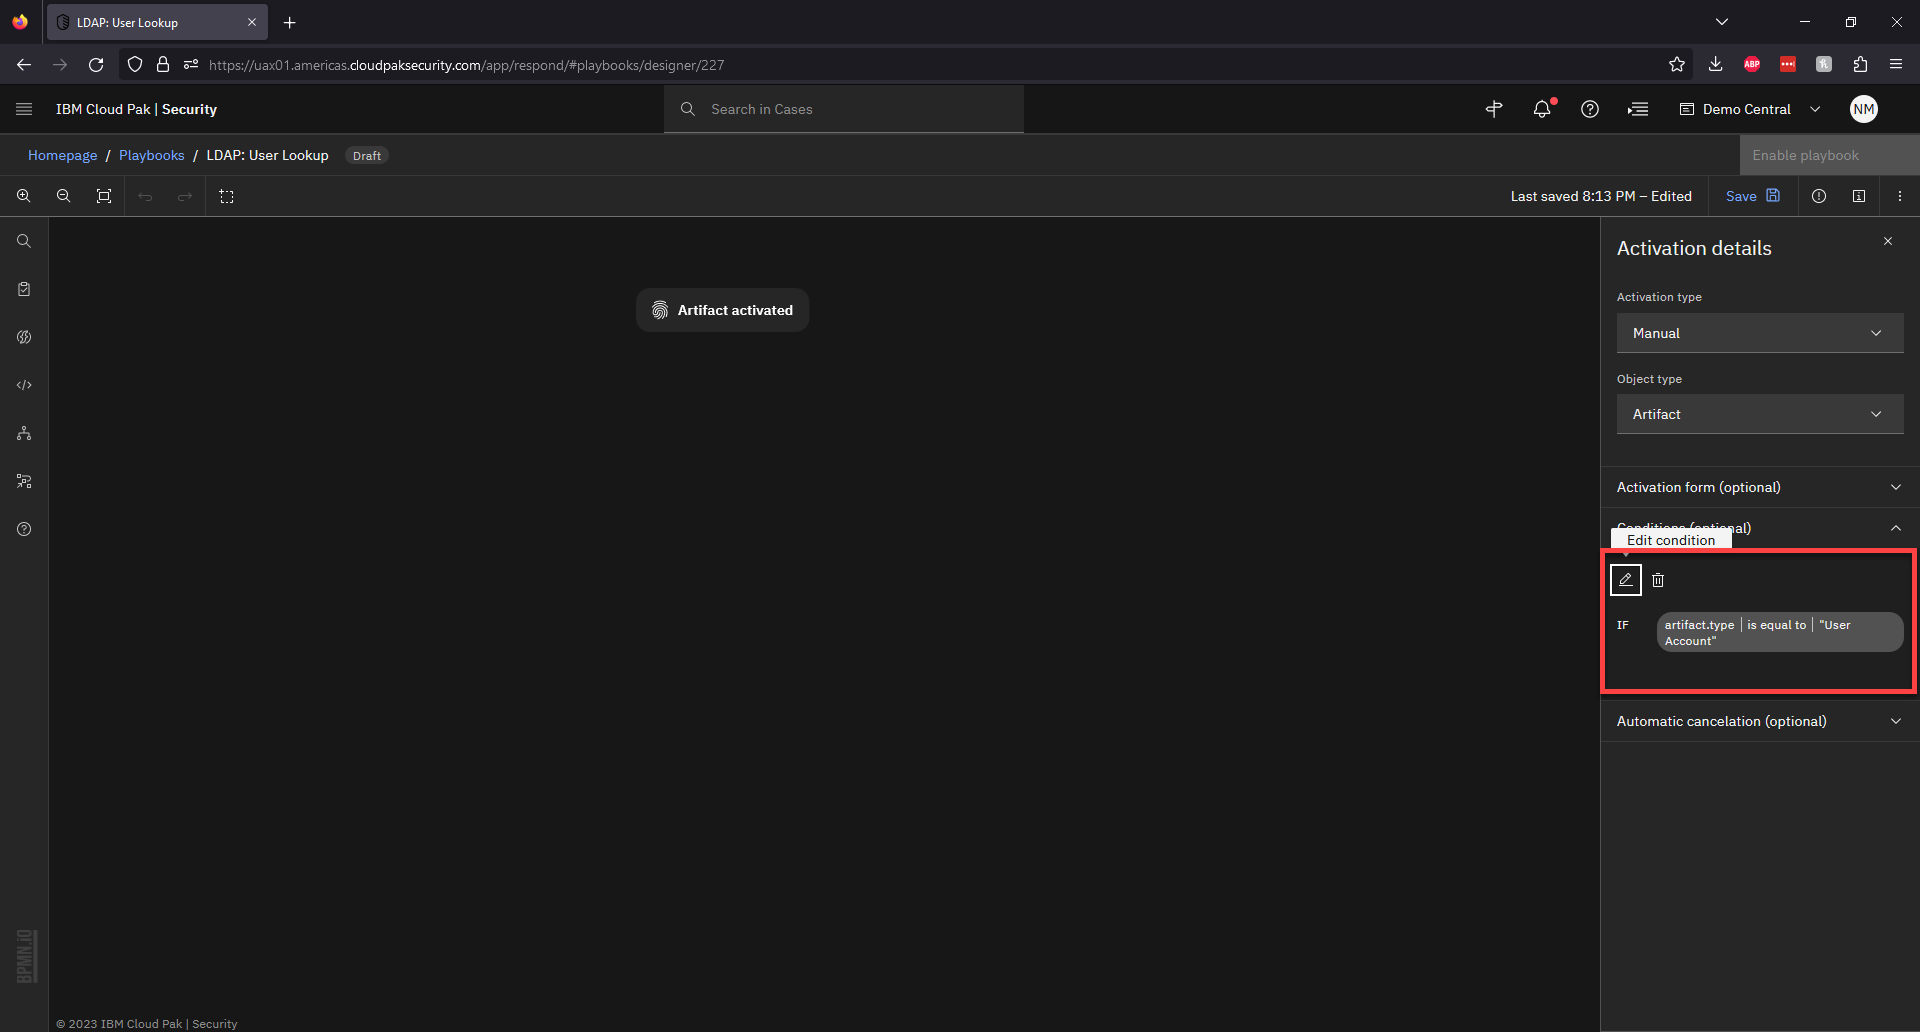 LDAP: User Lookup
https://uax01.americas.cloudpaksecurity.com/app/respond/#playbooks/designer/227
ABP
IBM Cloud Pak | Security
Search in Cases
Demo Central
NM
Homepage / Playbooks / LDAP: User Lookup Draft
Enable playbook
Last saved 8:13 PM – Edited
Save
Activation details
Artifact activated
Activation type
Manual
Object type
Artifact
Activation form (optional)
Conditions (optional)
Edit condition
IF artifact.type | is equal to | "User
Account"
Automatic cancelation (optional)
BPMN.iO
© 2023 IBM Cloud Pak | Security